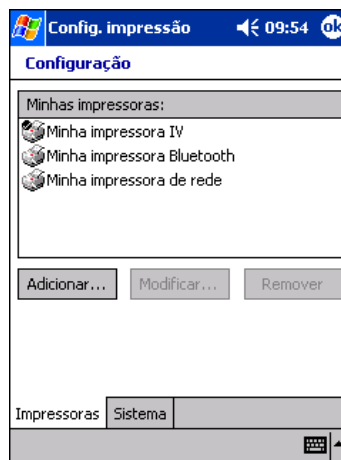 Config. impressão 09:54 ok
Configuração
Minhas impressoras:
Minha impressora IV
Minha impressora Bluetooth
Minha impressora de rede
Adicionar... Modificar... Remover
Impressoras Sistema